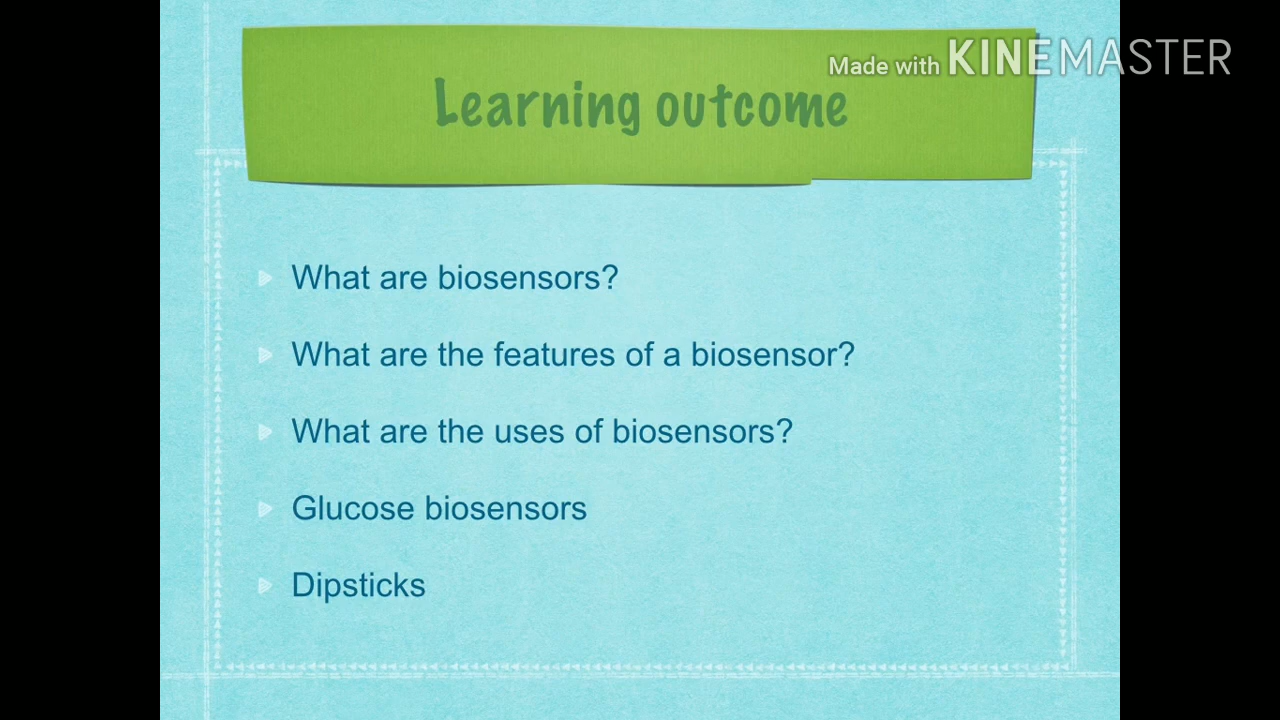 Made with KINEMASTER
Learning outcome
What are biosensors?
What are the features of a biosensor?
What are the uses of biosensors?
Glucose biosensors
Dipsticks